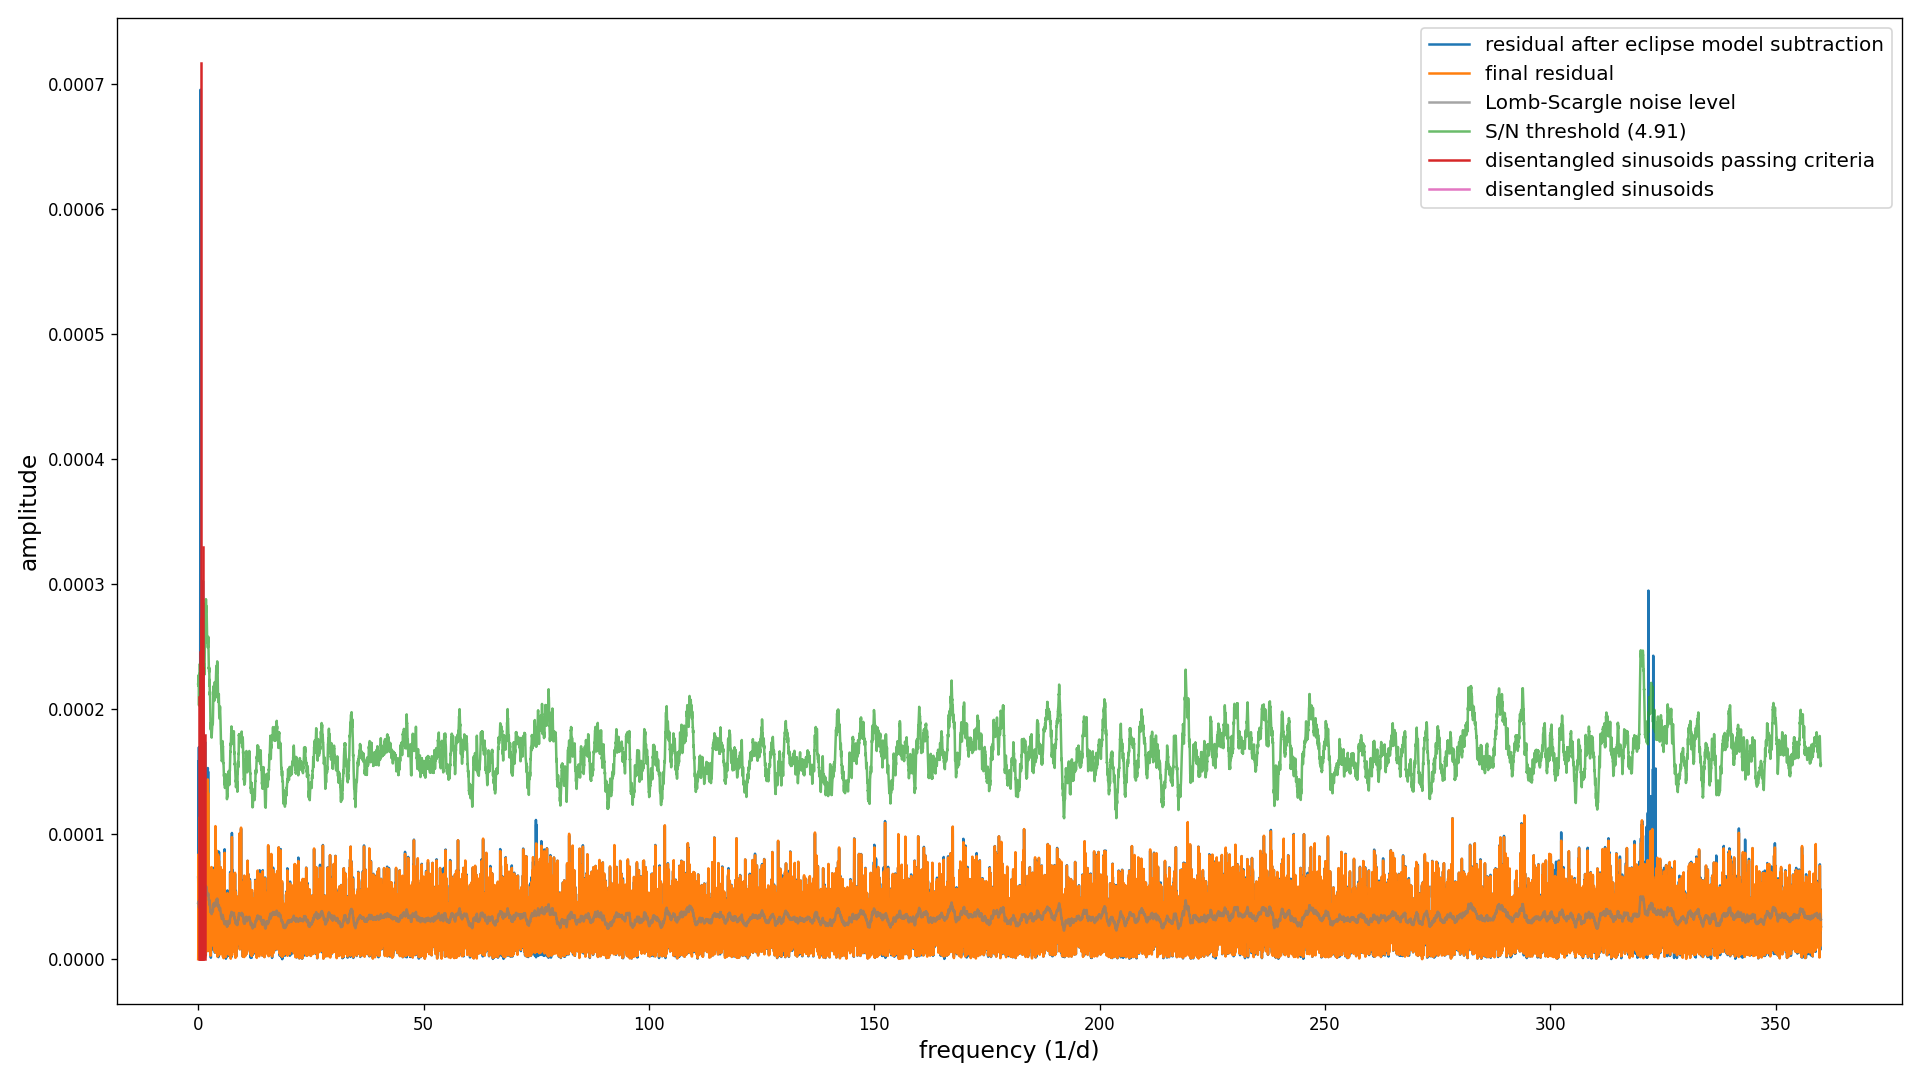 residual after eclipse model subtraction
final residual
Lomb-Scargle noise level
S/N threshold (4.91)
disentangled sinusoids passing criteria
disentangled sinusoids
0.0007
0.0006
0.0005
0.0004
0.0003
0.0002
0.0001
0.0000
amplitude
0 50 100 150 200 250 300 350
frequency (1/d)